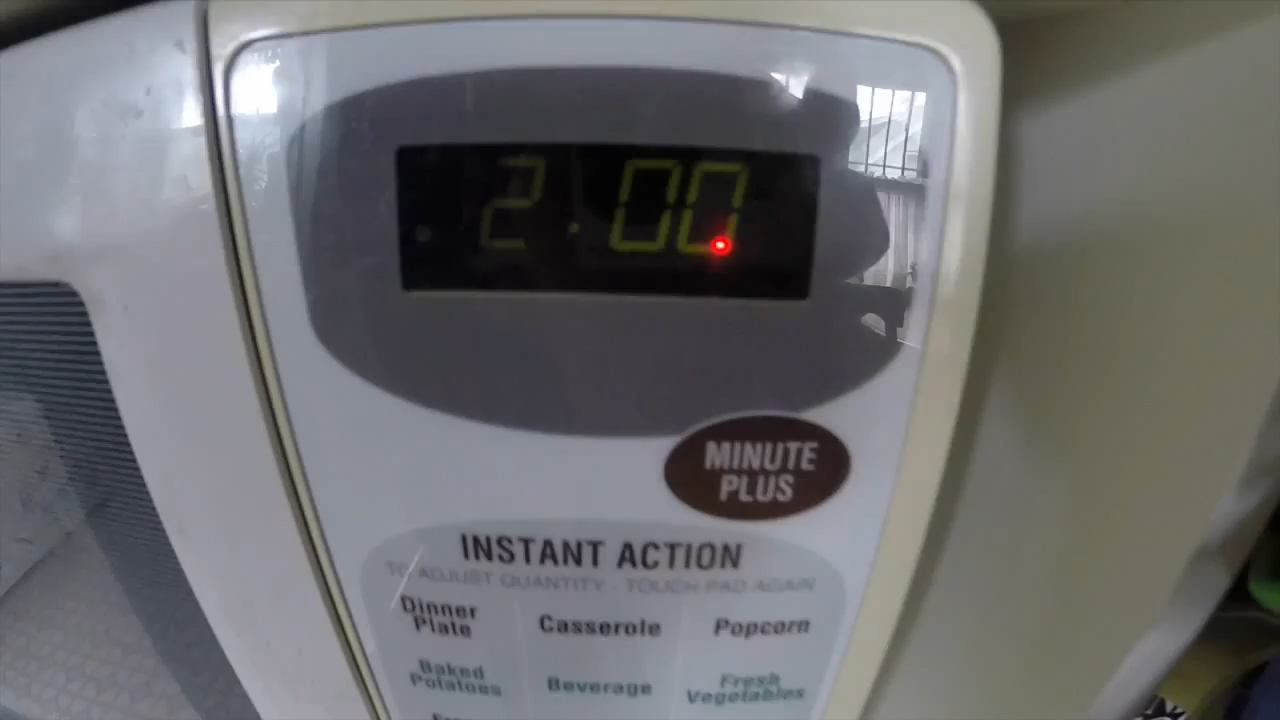 2:00
MINUTE
PLUS
INSTANT ACTION
TO ADJUST QUANTITY - TOUCH PAD AGAIN
Dinner
Plate
Casserole
Popcorn
Baked
Potatoes
Beverage
Fresh
Vegetables